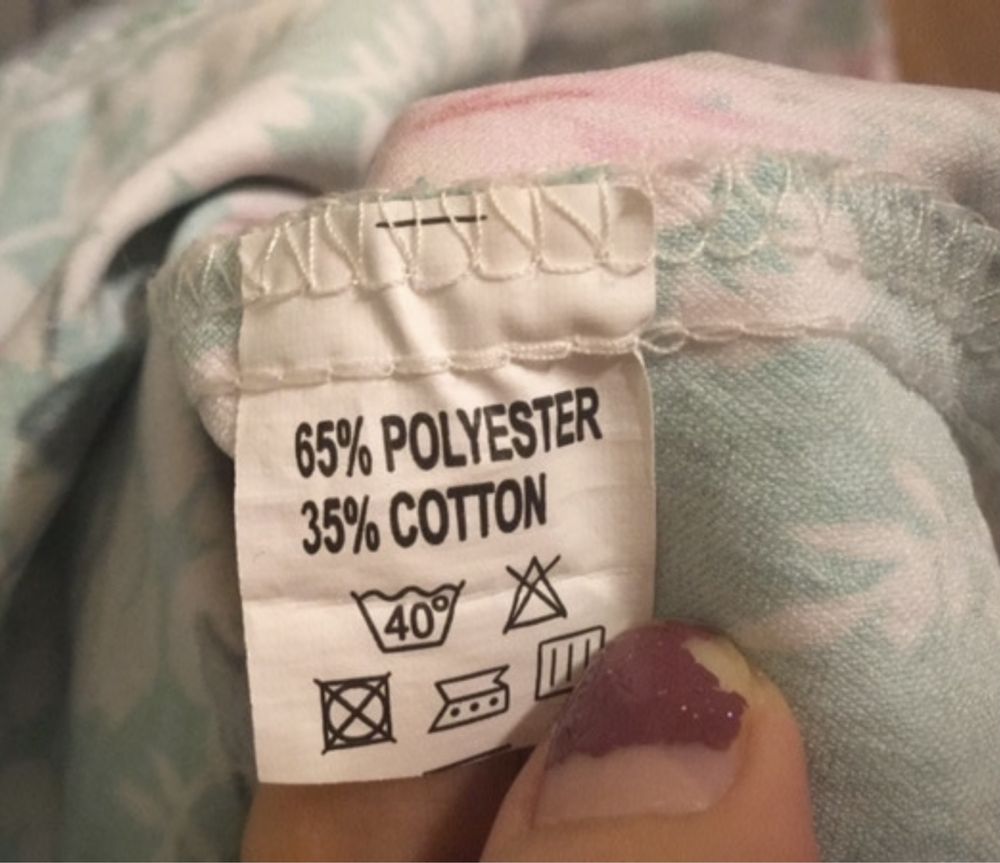 65% POLYESTER
35% COTTON
40°